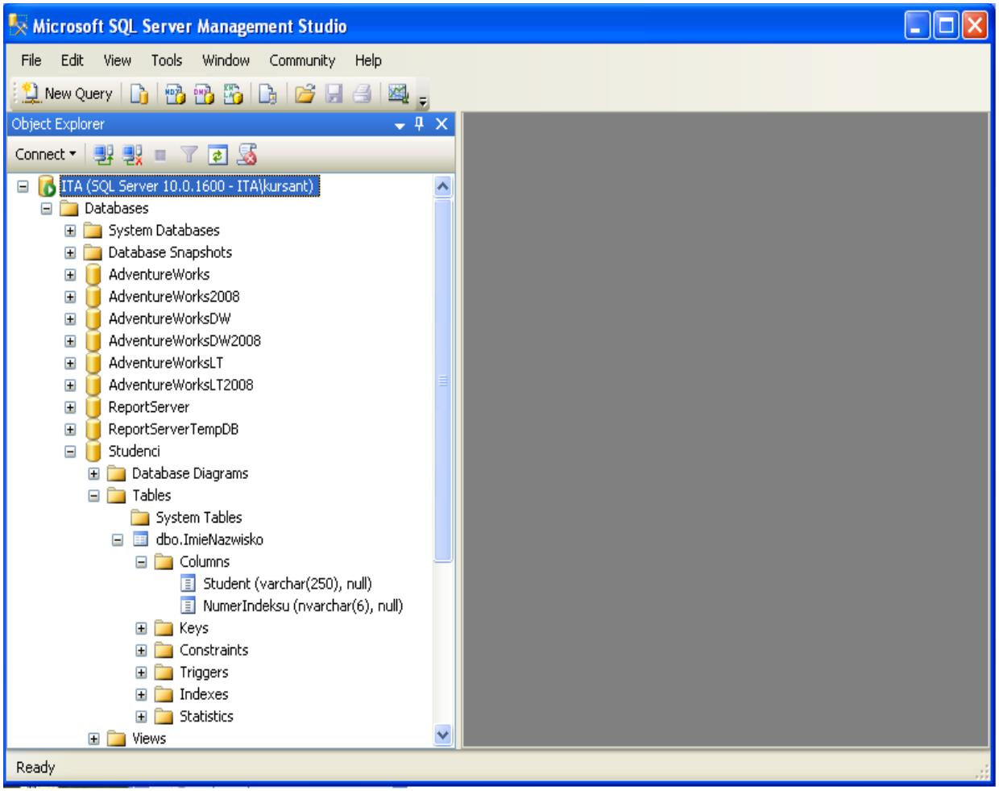 Microsoft SQL Server Management Studio
File Edit View Tools Window Community Help
New Query
Object Explorer
Connect
ITA (SQL Server 10.0.1600 - ITA\kursant)
Databases
System Databases
Database Snapshots
AdventureWorks
AdventureWorks2008
AdventureWorksDW
AdventureWorksDW2008
AdventureWorksLT
AdventureWorksLT2008
ReportServer
ReportServerTempDB
Studenci
Database Diagrams
Tables
System Tables
dbo.ImieNazwisko
Columns
Student (varchar(250), null)
NumerIndeksu (nvarchar(6), null)
Keys
Constraints
Triggers
Indexes
Statistics
Views
Ready